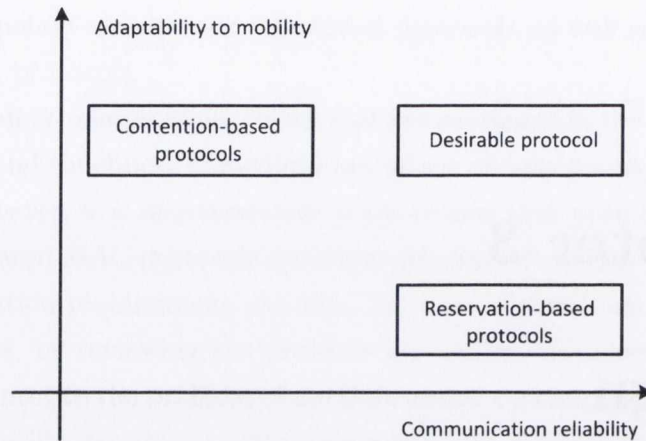 Adaptability to mobility
Contention-based
protocols
Desirable protocol
Reservation-based
protocols
Communication reliability